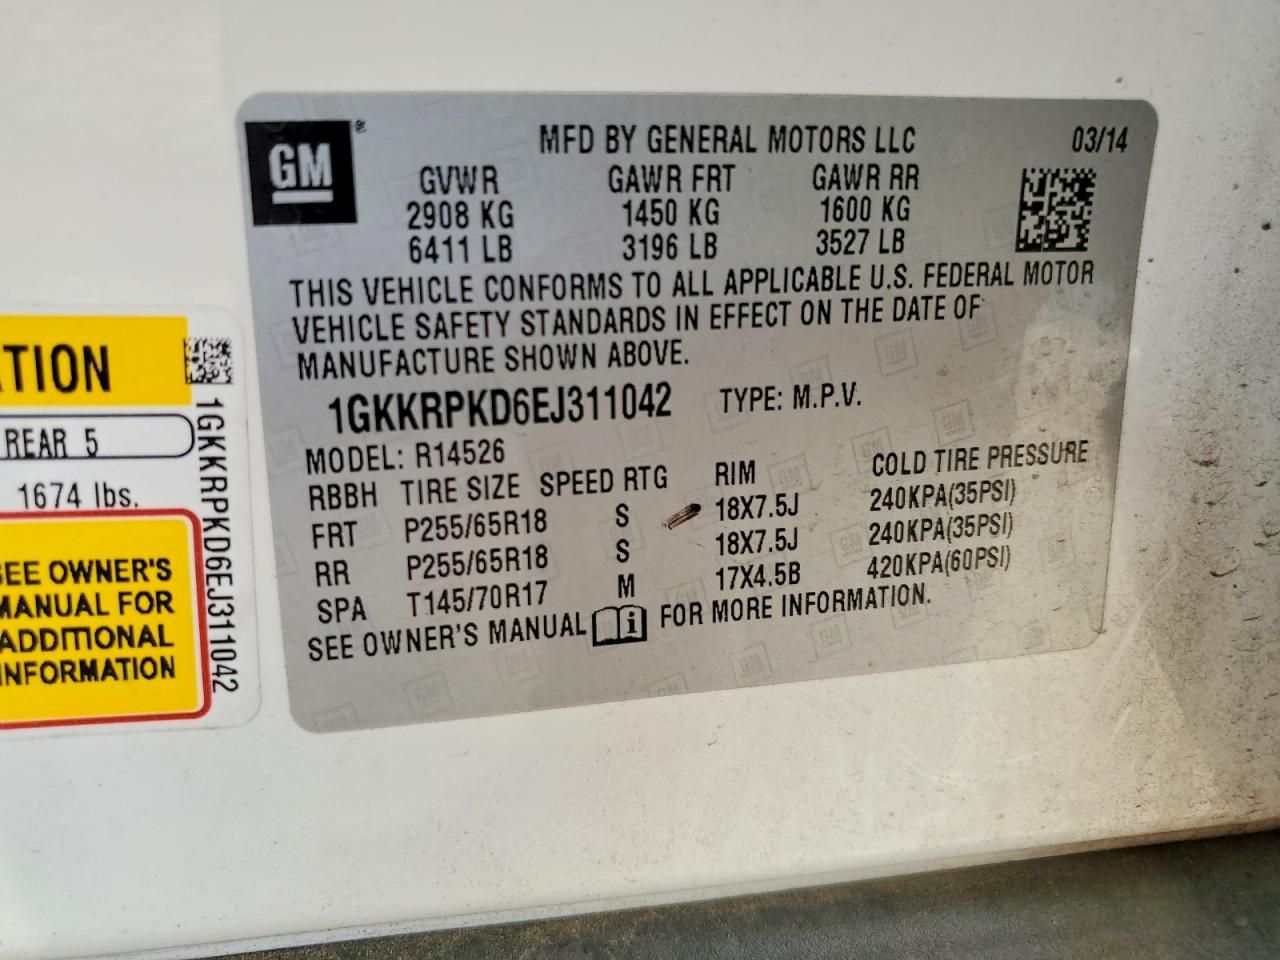 GM®
MFD BY GENERAL MOTORS LLC 03/14
GVWR GAWR FRT GAWR RR
2908 KG 1450 KG 1600 KG
6411 LB 3196 LB 3527 LB
THIS VEHICLE CONFORMS TO ALL APPLICABLE U.S. FEDERAL MOTOR
VEHICLE SAFETY STANDARDS IN EFFECT ON THE DATE OF
MANUFACTURE SHOWN ABOVE.
1GKKRPKD6EJ311042 TYPE: M.P.V.
MODEL: R14526
RBBH TIRE SIZE SPEED RTG RIM COLD TIRE PRESSURE
FRT P255/65R18 S 18X7.5J 240KPA(35PSI)
RR P255/65R18 S 18X7.5J 240KPA(35PSI)
SPA T145/70R17 M 17X4.5B 420KPA(60PSI)
SEE OWNER'S MANUAL i FOR MORE INFORMATION.
ATION
REAR 5
1674 lbs.
SEE OWNER'S
MANUAL FOR
ADDITIONAL
INFORMATION
1GKKRPKD6EJ311042